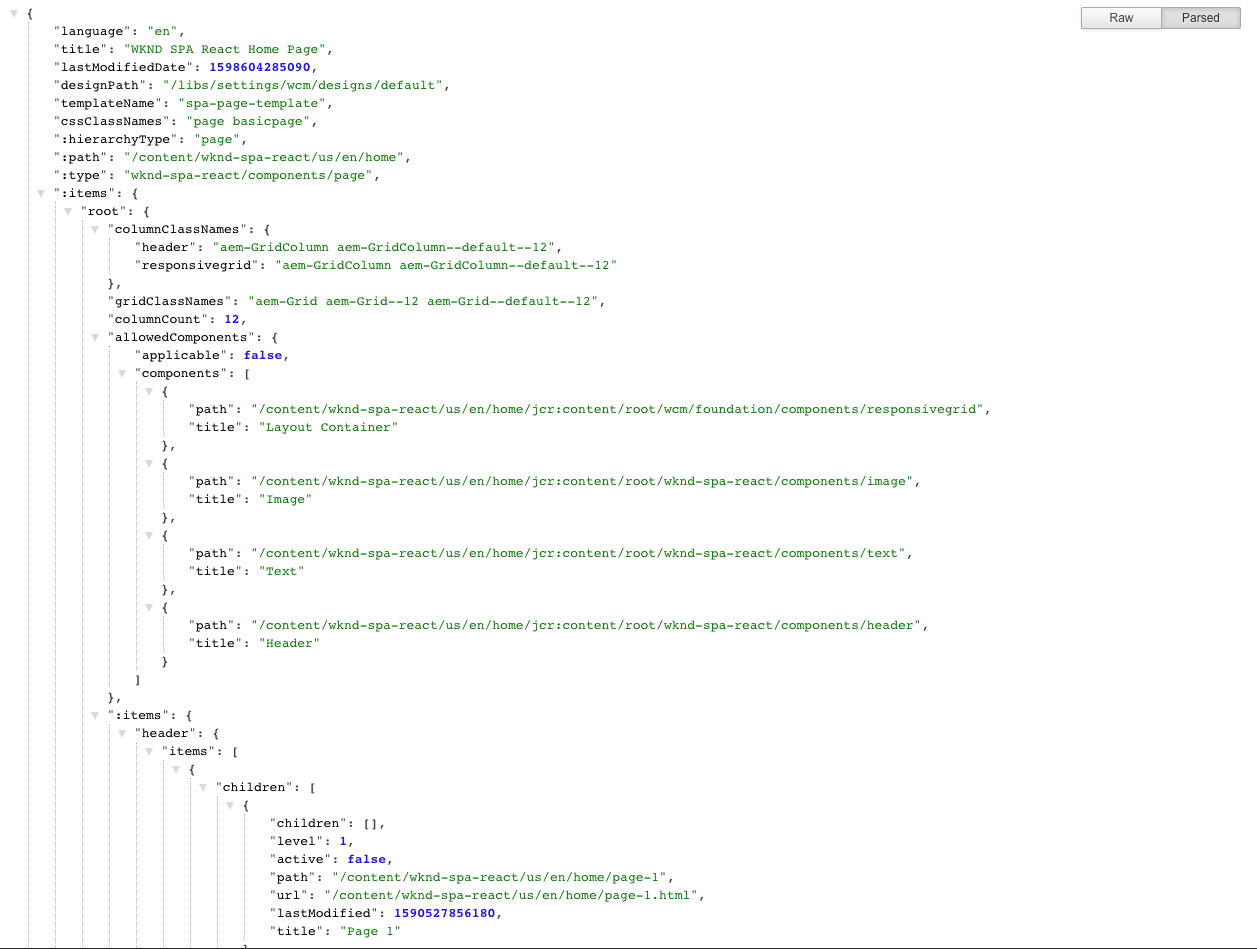 Raw Parsed
{
"language": "en",
"title": "WKND SPA React Home Page",
"lastModifiedDate": 1598604285090,
"designPath": "/libs/settings/wcm/designs/default",
"templateName": "spa-page-template",
"cssClassNames": "page basicpage",
":hierarchyType": "page",
":path": "/content/wknd-spa-react/us/en/home",
":type": "wknd-spa-react/components/page",
":items": {
"root": {
"columnClassNames": {
"header": "aem-GridColumn aem-GridColumn--default--12",
"responsivegrid": "aem-GridColumn aem-GridColumn--default--12"
},
"gridClassNames": "aem-Grid aem-Grid--12 aem-Grid--default--12",
"columnCount": 12,
"allowedComponents": {
"applicable": false,
"components": [
{
"path": "/content/wknd-spa-react/us/en/home/jcr:content/root/wcm/foundation/components/responsivegrid",
"title": "Layout Container"
},
{
"path": "/content/wknd-spa-react/us/en/home/jcr:content/root/wknd-spa-react/components/image",
"title": "Image"
},
{
"path": "/content/wknd-spa-react/us/en/home/jcr:content/root/wknd-spa-react/components/text",
"title": "Text"
},
{
"path": "/content/wknd-spa-react/us/en/home/jcr:content/root/wknd-spa-react/components/header",
"title": "Header"
}
]
},
":items": {
"header": {
"items": [
{
"children": [
{
"children": [],
"level": 1,
"active": false,
"path": "/content/wknd-spa-react/us/en/home/page-1",
"url": "/content/wknd-spa-react/us/en/home/page-1.html",
"lastModified": 1590527856180,
"title": "Page 1"